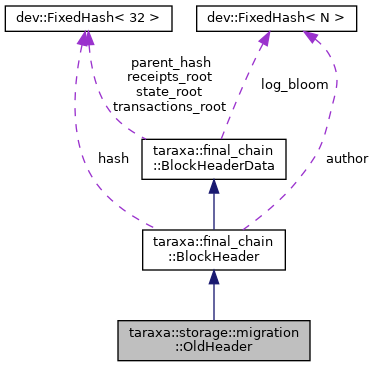 dev::FixedHash< 32 >
dev::FixedHash< N >
parent_hash
receipts_root
state_root
transactions_root
log_bloom
taraxa::final_chain
::BlockHeaderData
hash
author
taraxa::final_chain
::BlockHeader
taraxa::storage::migration
::OldHeader